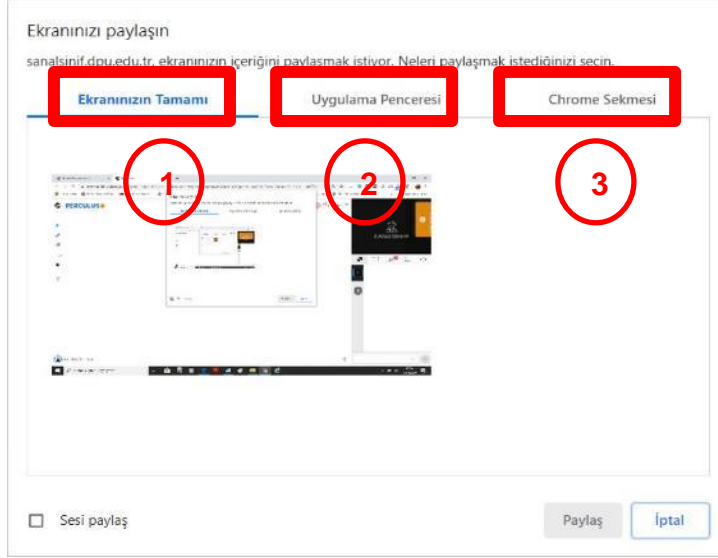 Ekranınızı paylaşın
sanalsinif.dpu.edu.tr, ekranınızın içeriğini paylaşmak istiyor. Neleri paylaşmak istediğinizi seçin.
Ekranınızın Tamamı Uygulama Penceresi Chrome Sekmesi
1 2 3
PERCULUS
Sesi paylaş Paylaş İptal